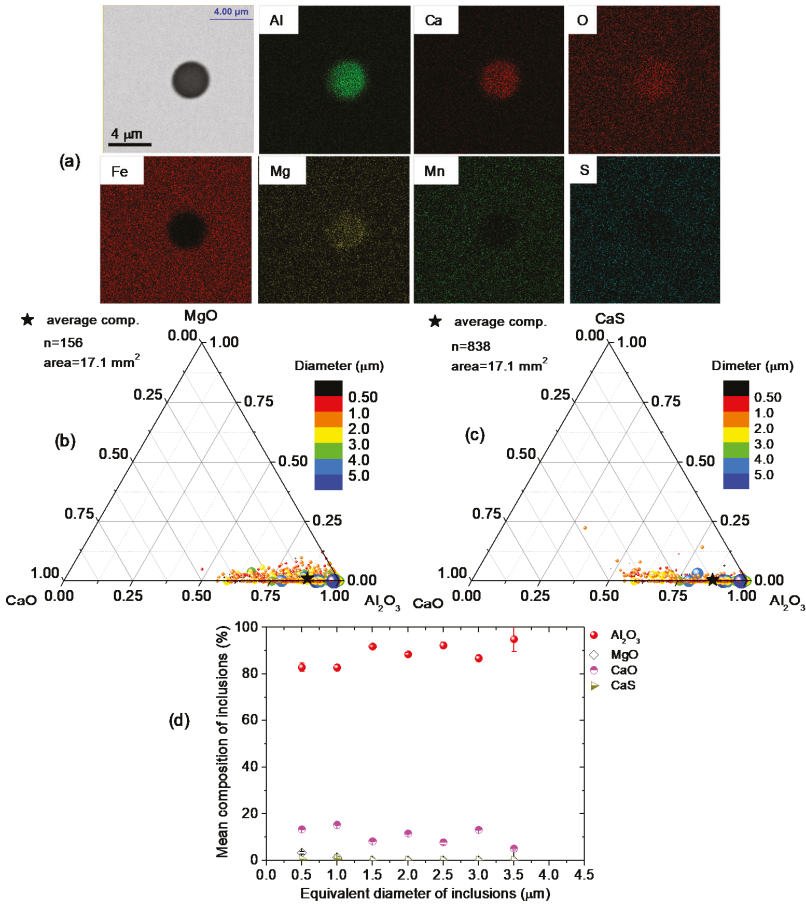 4.00 µm
Al
Ca
O
4 µm
(a)
Fe
Mg
Mn
S
MgO
★ average comp.
n=156
area=17.1 mm²
0.00
1.00
Diameter (µm)
0.50
1.0
2.0
3.0
4.0
5.0
(b)
0.25
0.75
0.50
0.50
0.75
0.25
1.00
0.00
CaO
0.00
0.25
0.50
0.75
1.00
Al₂O₃
CaS
★ average comp.
n=838
area=17.1 mm²
0.00
1.00
Dimeter (µm)
0.50
1.0
2.0
3.0
4.0
5.0
(c)
0.25
0.75
0.50
0.50
0.75
0.25
1.00
0.00
CaO
0.00
0.25
0.50
0.75
1.00
Al₂O₃
(d)
Mean composition of inclusions (%)
100
80
60
40
20
0
0.0 0.5 1.0 1.5 2.0 2.5 3.0 3.5 4.0 4.5
Equivalent diameter of inclusions (µm)
Al₂O₃
MgO
CaO
CaS